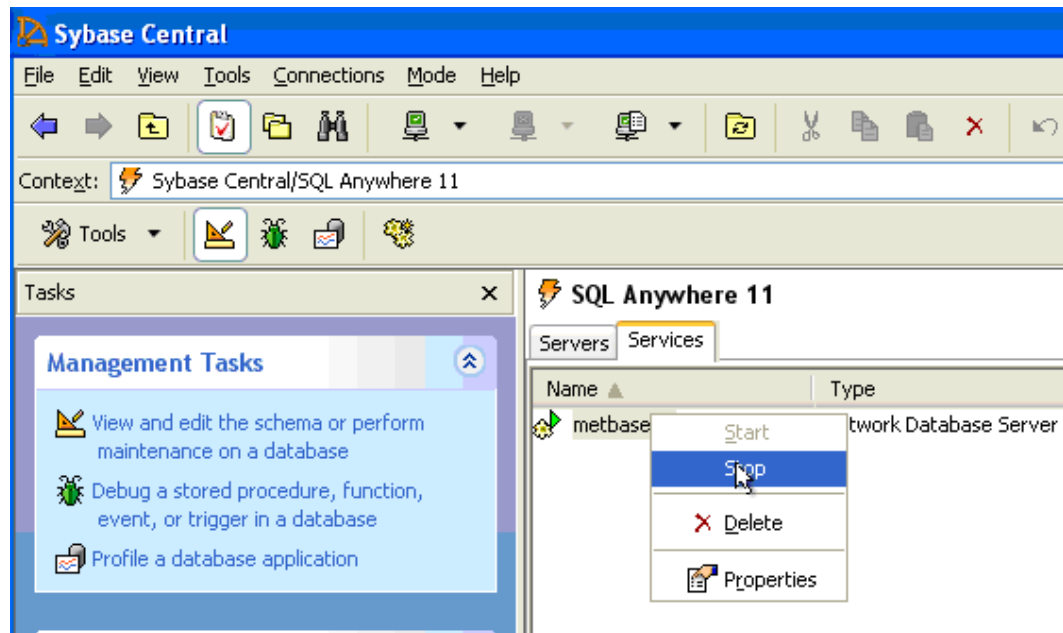 Sybase Central
File Edit View Tools Connections Mode Help
Context: Sybase Central/SQL Anywhere 11
Tools
Tasks
Management Tasks
View and edit the schema or perform
maintenance on a database
Debug a stored procedure, function,
event, or trigger in a database
Profile a database application
SQL Anywhere 11
Servers Services
Name Type
metbase twork Database Server
Start
Stop
Delete
Properties